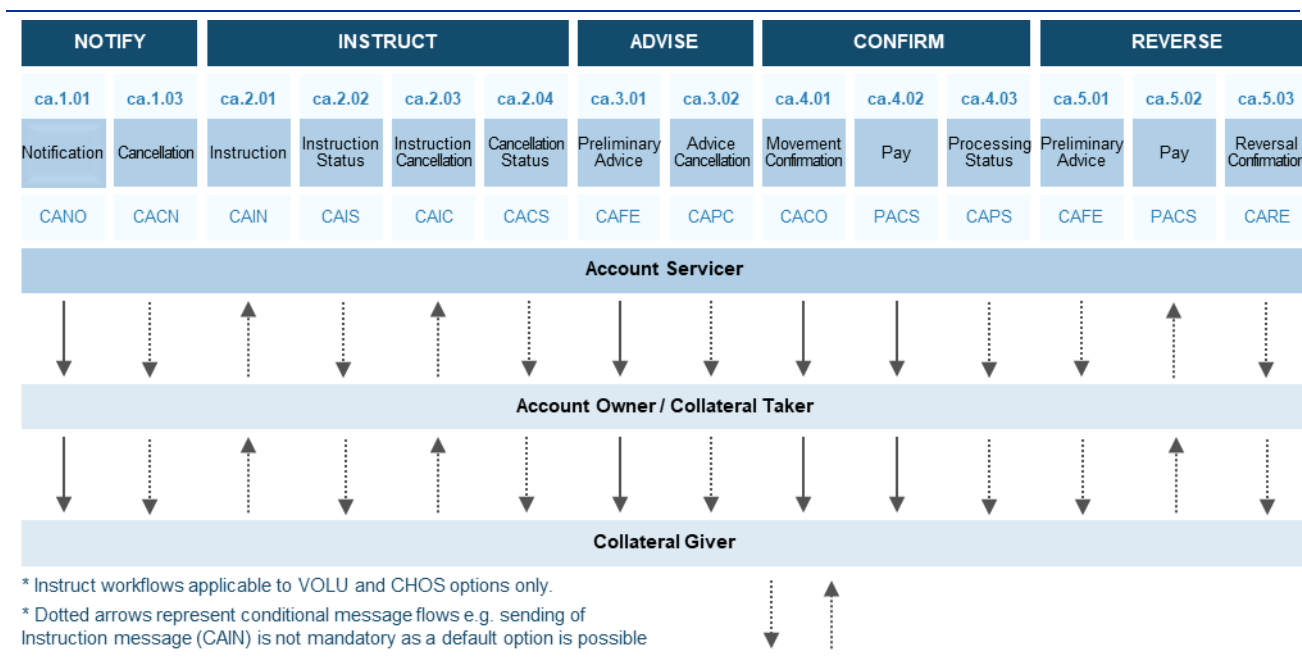 NOTIFY INSTRUCT ADVISE CONFIRM REVERSE
ca.1.01 ca.1.03 ca.2.01 ca.2.02 ca.2.03 ca.2.04 ca.3.01 ca.3.02 ca.4.01 ca.4.02 ca.4.03 ca.5.01 ca.5.02 ca.5.03
Notification Cancellation Instruction Instruction Status Instruction Cancellation Cancellation Status Preliminary Advice Advice Cancellation Movement Confirmation Pay Processing Status Preliminary Advice Pay Reversal Confirmation
CANO CACN CAIN CAIS CAIC CACS CAFE CAPC CACO PACS CAPS CAFE PACS CARE
Account Servicer
Account Owner / Collateral Taker
Collateral Giver
* Instruct workflows applicable to VOLU and CHOS options only.
* Dotted arrows represent conditional message flows e.g. sending of
Instruction message (CAIN) is not mandatory as a default option is possible